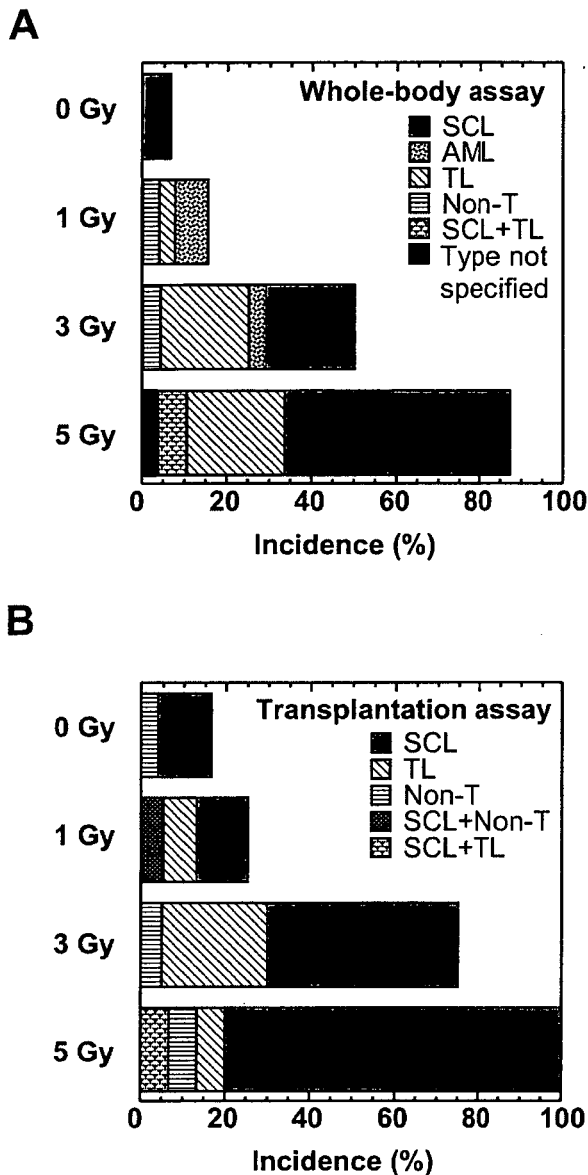 A
Whole-body assay
SCL
AML
TL
Non-T
SCL+TL
Type not
specified
0 Gy
1 Gy
3 Gy
5 Gy
0 20 40 60 80 100
Incidence (%)
B
Transplantation assay
SCL
TL
Non-T
SCL+Non-T
SCL+TL
0 Gy
1 Gy
3 Gy
5 Gy
0 20 40 60 80 100
Incidence (%)